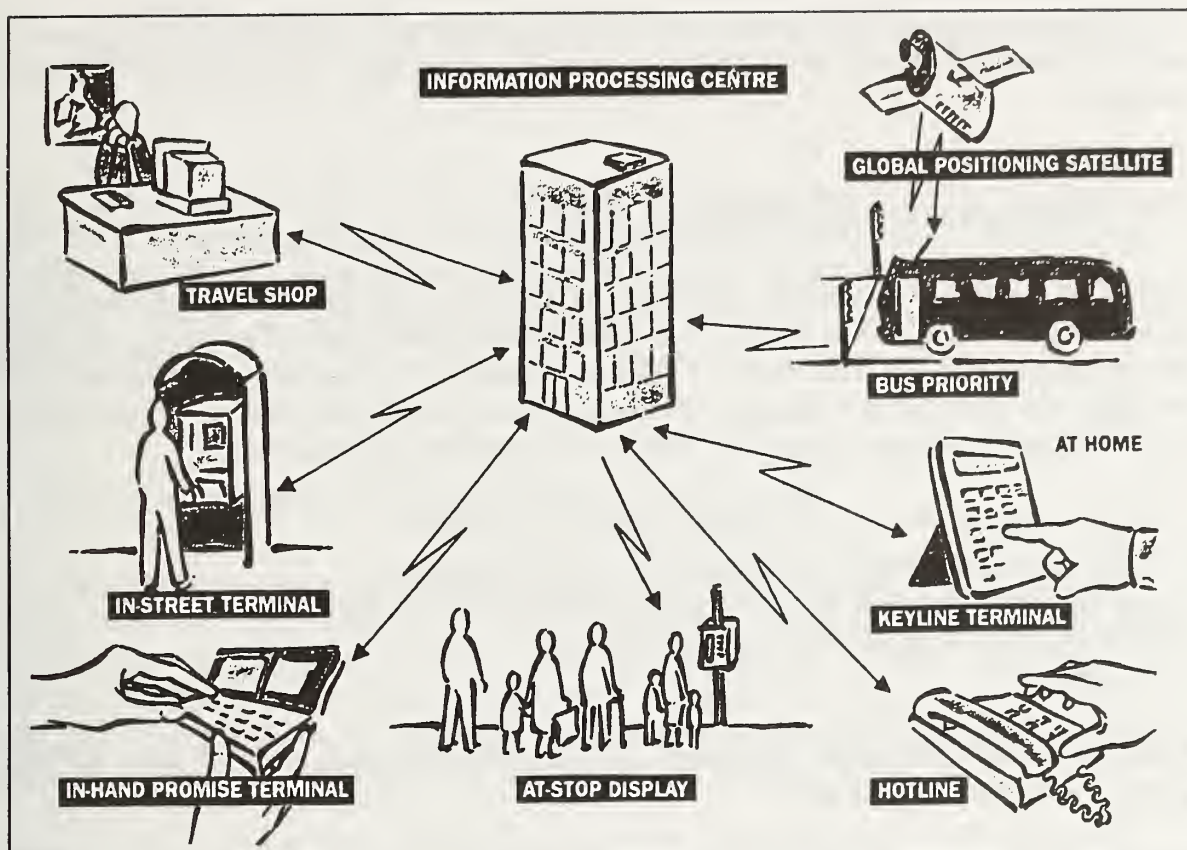 INFORMATION PROCESSING CENTRE
GLOBAL POSITIONING SATELLITE
TRAVEL SHOP
BUS PRIORITY
AT HOME
IN-STREET TERMINAL
KEYLINE TERMINAL
IN-HAND PROMISE TERMINAL
AT-STOP DISPLAY
HOTLINE